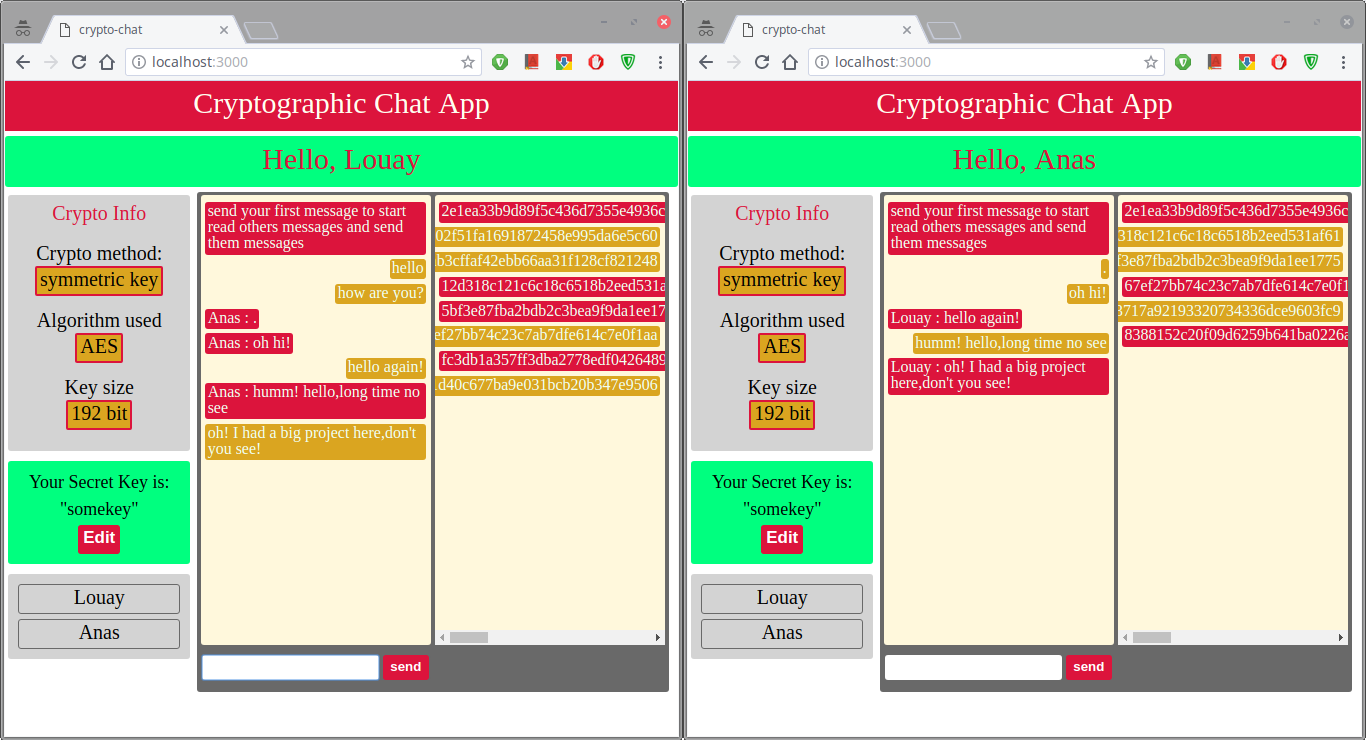 crypto-chat
localhost:3000
Cryptographic Chat App
Hello, Louay
Crypto Info
Crypto method:
symmetric key
Algorithm used
AES
Key size
192 bit
Your Secret Key is:
"somekey"
Edit
Louay
Anas
send your first message to start
read others messages and send
them messages
hello
how are you?
Anas : .
Anas : oh hi!
hello again!
Anas : humm! hello,long time no
see
oh! I had a big project here,don't
you see!
2e1ea33b9d89f5c436d7355e4936c
02f51fa1691872458e995da6e5c60
b3cffaf42ebb66aa31f128cf821248
12d318c121c6c18c6518b2eed531a
5bf3e87fba2bdb2c3bea9f9da1ee17
ef27bb74c23c7ab7dfe614c7e0f1aa
fc3db1a357ff3dba2778edf0426489
d40c677ba9e031bcb20b347e9506
send
crypto-chat
localhost:3000
Cryptographic Chat App
Hello, Anas
Crypto Info
Crypto method:
symmetric key
Algorithm used
AES
Key size
192 bit
Your Secret Key is:
"somekey"
Edit
Louay
Anas
send your first message to start
read others messages and send
them messages
.
oh hi!
Louay : hello again!
humm! hello,long time no see
Louay : oh! I had a big project
here,don't you see!
2e1ea33b9d89f5c436d7355e4936c
318c121c6c18c6518b2eed531af61
f3e87fba2bdb2c3bea9f9da1ee1775
67ef27bb74c23c7ab7dfe614c7e0f1
3717a92193320734336dce9603fc9
8388152c20f09d6259b641ba0226a
send